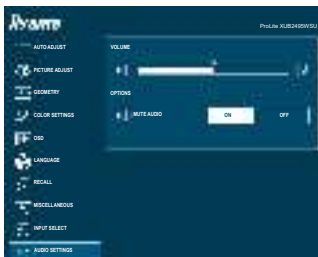 iiyama
ProLite XUB2495WSU
AUTO ADJUST
PICTURE ADJUST
GEOMETRY
COLOR SETTINGS
OSD
LANGUAGE
RECALL
MISCELLANEOUS
INPUT SELECT
AUDIO SETTINGS
VOLUME
OPTIONS
MUTE AUDIO
ON
OFF